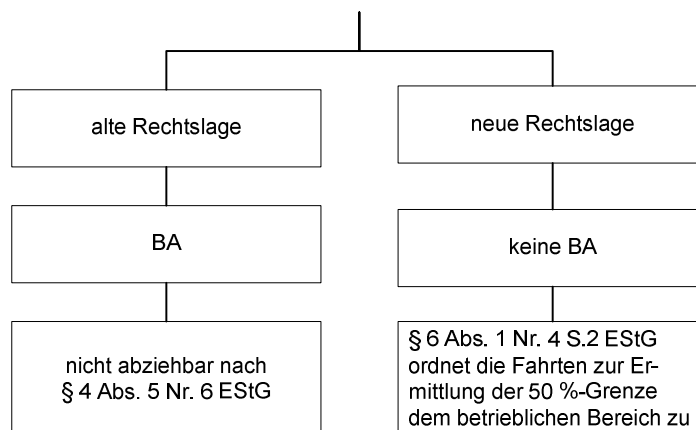 alte Rechtslage
BA
nicht abziehbar nach
§ 4 Abs. 5 Nr. 6 EStG
neue Rechtslage
keine BA
§ 6 Abs. 1 Nr. 4 S.2 EStG
ordnet die Fahrten zur Er-
mittlung der 50 %-Grenze
dem betrieblichen Bereich zu